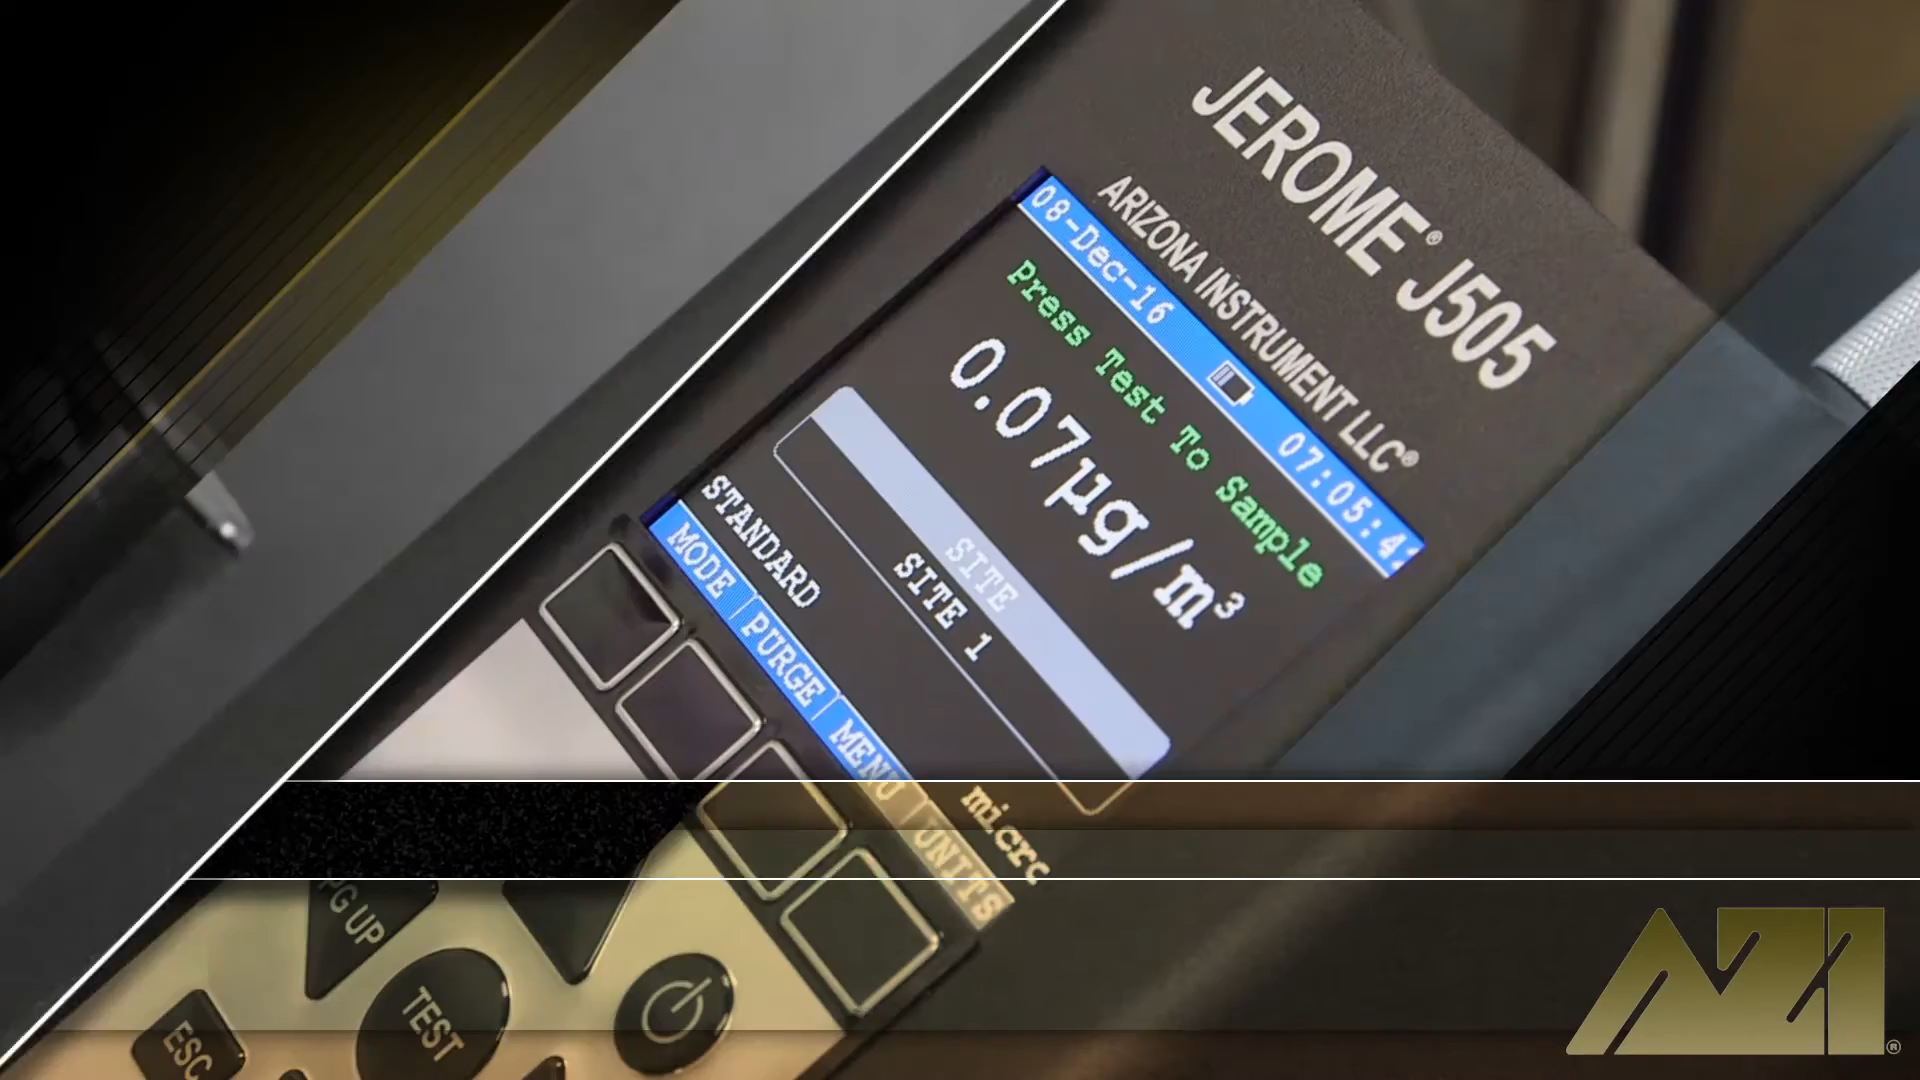 JEROME® J505
ARIZONA INSTRUMENT LLC®
08-Dec-16 07:05:4
Press Test To Sample
0.07µg/m³
SITE
SITE 1
STANDARD
micro
MODE PURGE MENU UNITS
PG UP
TEST
ESC
AZI®